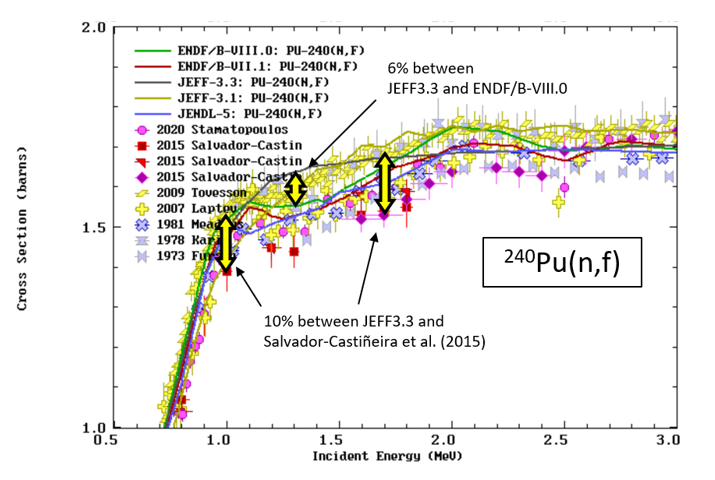 2.0
ENDF/B-VIII.0: PU-240(N,F)
ENDF/B-VII.1: PU-240(N,F)
JEFF-3.3: PU-240(N,F)
JEFF-3.1: PU-240(N,F)
JENDL-5: PU-240(N,F)
2020 Stamatopoulos
2015 Salvador-Castin
2015 Salvador-Castin
2015 Salvador-
2009 Tovesson
2007 Laptev
1981
1978
1973
6% between
JEFF3.3 and ENDF/B-VIII.0
Cross Section (barns)
1.5
240Pu(n,f)
10% between JEFF3.3 and
Salvador-Castiñeira et al. (2015)
1.0
0.5 1.0 1.5 2.0 2.5 3.0
Incident Energy (MeV)